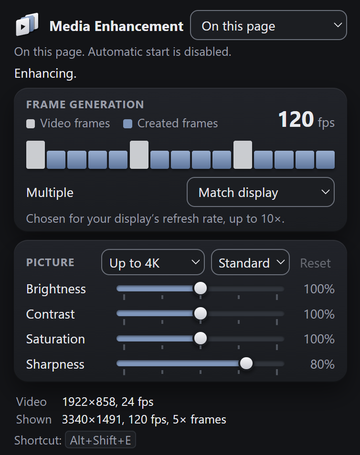 Media Enhancement On this page
On this page. Automatic start is disabled.
Enhancing.
FRAME GENERATION
Video frames Created frames 120 fps
Multiple Match display
Chosen for your display's refresh rate, up to 10×.
PICTURE Up to 4K Standard Reset
Brightness 100%
Contrast 100%
Saturation 100%
Sharpness 80%
Video 1922×858, 24 fps
Shown 3340×1491, 120 fps, 5× frames
Shortcut: Alt+Shift+E